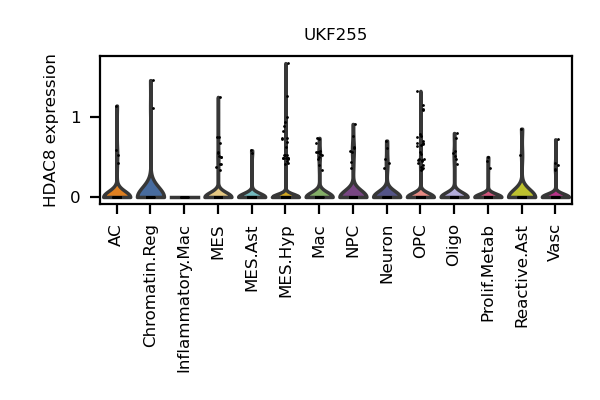 UKF255
HDAC8 expression
1
0
AC
Chromatin.Reg
Inflammatory.Mac
MES
MES.Ast
MES.Hyp
Mac
NPC
Neuron
OPC
Oligo
Prolif.Metab
Reactive.Ast
Vasc